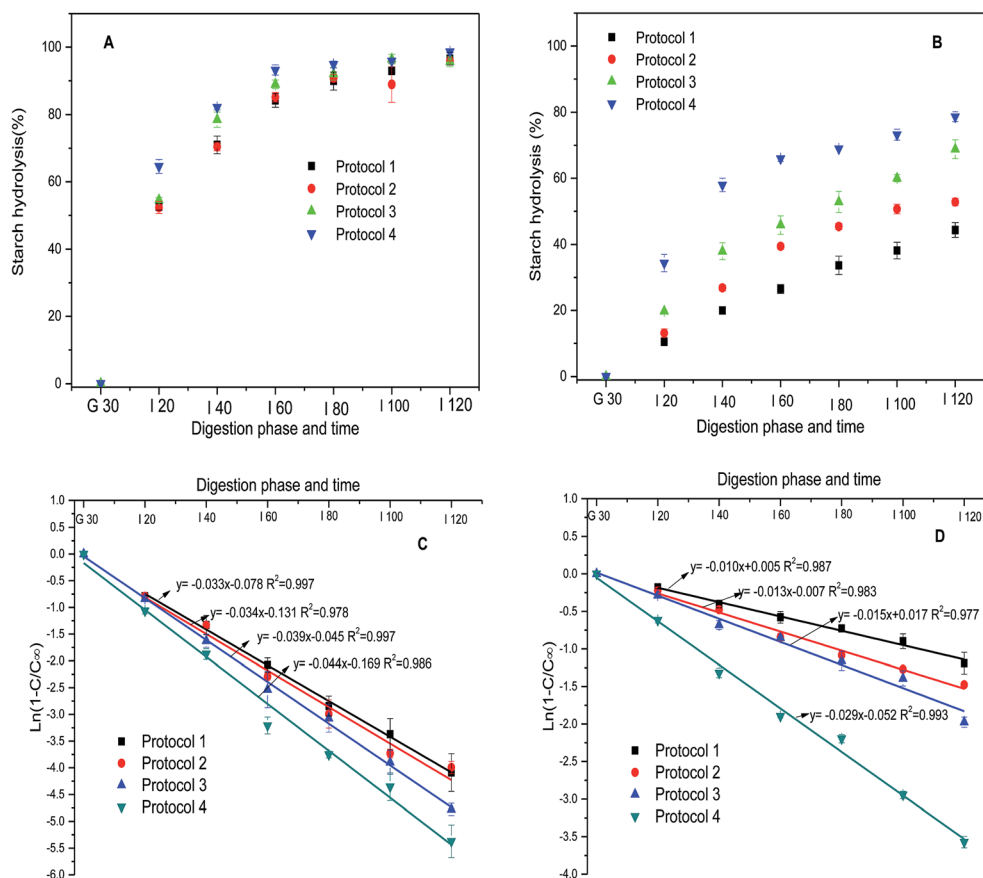 A
Starch hydrolysis(%)
100
80
60
40
20
0
Protocol 1
Protocol 2
Protocol 3
Protocol 4
G 30 I 20 I 40 I 60 I 80 I 100 I 120
Digestion phase and time
B
Starch hydrolysis (%)
100
80
60
40
20
0
Protocol 1
Protocol 2
Protocol 3
Protocol 4
G 30 I 20 I 40 I 60 I 80 I 100 I 120
Digestion phase and time
Digestion phase and time
G 30 I 20 I 40 I 60 I 80 I 100 I 120
C
Ln(1-C/C∞)
1.0
0.5
0.0
-0.5
-1.0
-1.5
-2.0
-2.5
-3.0
-3.5
-4.0
-4.5
-5.0
-5.5
-6.0
y= -0.033x-0.078 R²=0.997
y= -0.034x-0.131 R²=0.978
y= -0.039x-0.045 R²=0.997
y= -0.044x-0.169 R²=0.986
Protocol 1
Protocol 2
Protocol 3
Protocol 4
Digestion phase and time
G 30 I 20 I 40 I 60 I 80 I 100 I 120
D
Ln(1-C/C∞)
1.0
0.5
0.0
-0.5
-1.0
-1.5
-2.0
-2.5
-3.0
-3.5
-4.0
y= -0.010x+0.005 R²=0.987
y= -0.013x-0.007 R²=0.983
y= -0.015x+0.017 R²=0.977
y= -0.029x-0.052 R²=0.993
Protocol 1
Protocol 2
Protocol 3
Protocol 4